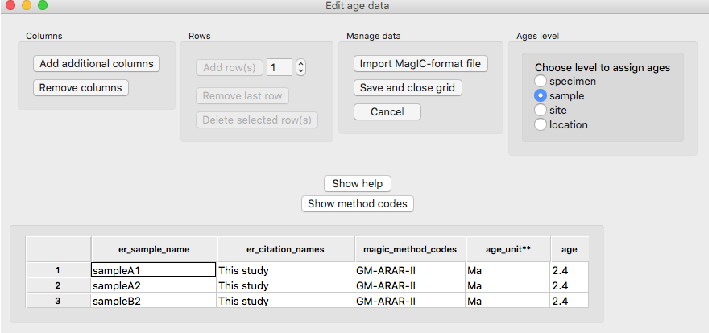 Edit age data
Columns
Add additional columns
Remove columns
Rows
Add row(s) 1
Remove last row
Delete selected row(s)
Manage data
Import MagIC-format file
Save and close grid
Cancel
Ages level
Choose level to assign ages
specimen
sample
site
location
Show help
Show method codes
er_sample_name er_citation_names magic_method_codes age_unit** age
1 sampleA1 This study GM-ARAR-II Ma 2.4
2 sampleA2 This study GM-ARAR-II Ma 2.4
3 sampleB2 This study GM-ARAR-II Ma 2.4